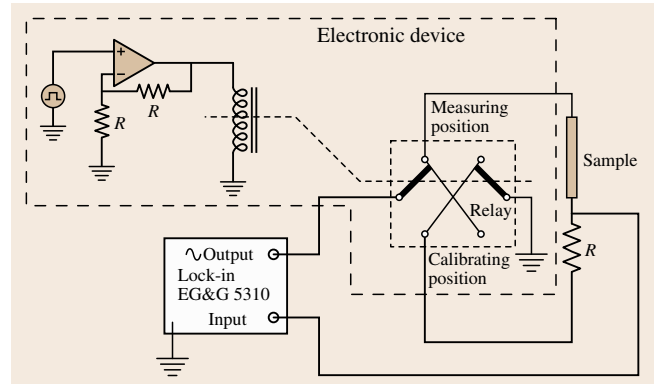 Electronic device
R
R
Measuring
position
Sample
Relay
R
Calibrating
position
Output
Lock-in
EG&G 5310
Input